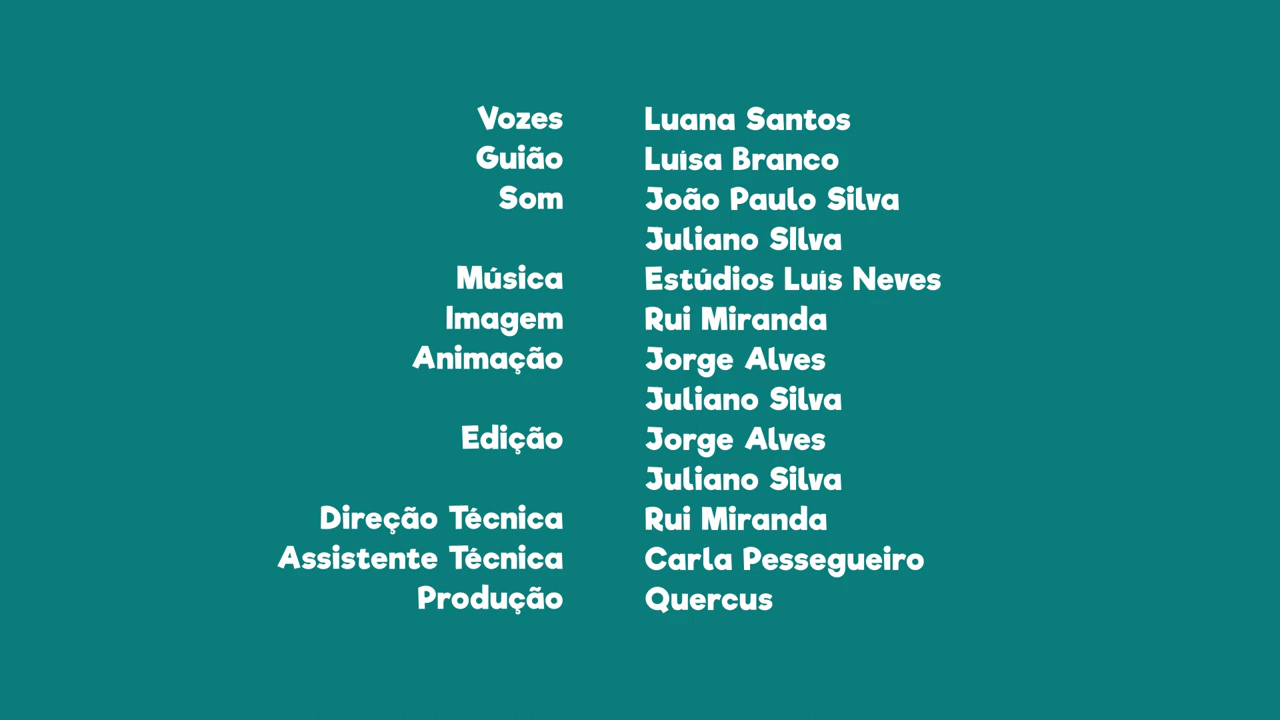 Vozes Luana Santos
Guião Luísa Branco
Som João Paulo Silva
Juliano SIlva
Música Estúdios Luís Neves
Imagem Rui Miranda
Animação Jorge Alves
Juliano Silva
Edição Jorge Alves
Juliano Silva
Direção Técnica Rui Miranda
Assistente Técnica Carla Pessegueiro
Produção Quercus